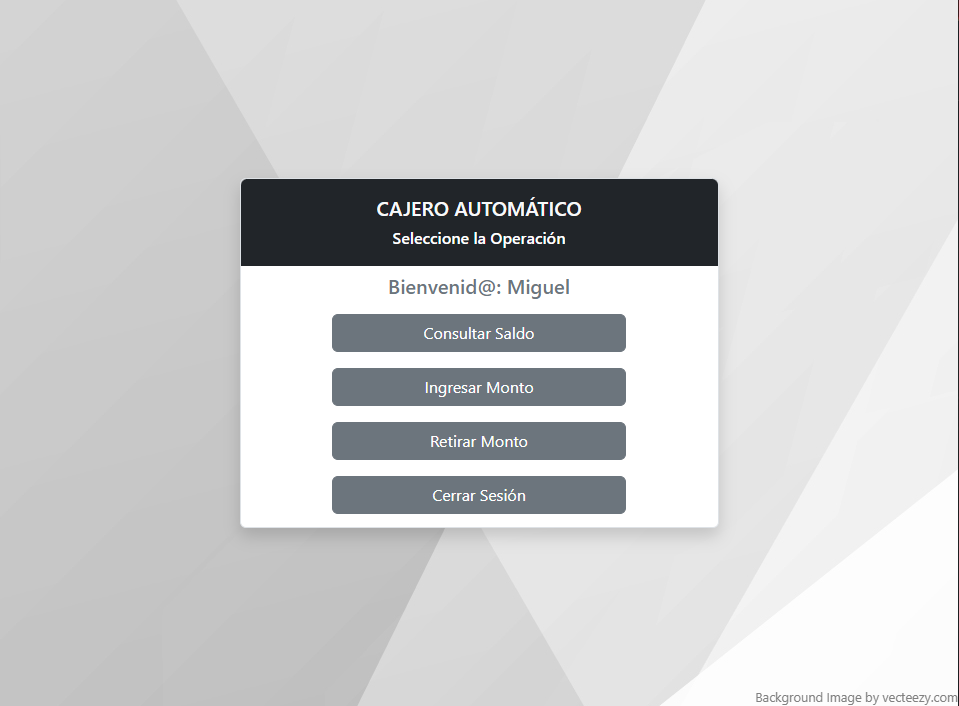 CAJERO AUTOMÁTICO
Seleccione la Operación
Bienvenid@: Miguel
Consultar Saldo
Ingresar Monto
Retirar Monto
Cerrar Sesión
Background Image by vecteezy.com